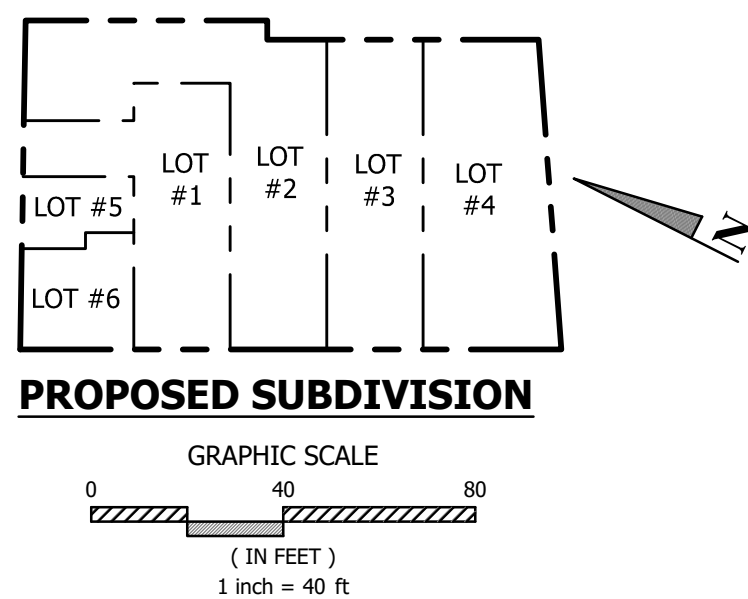 LOT
#1
LOT
#2
LOT
#3
LOT
#4
LOT #5
LOT #6
N
PROPOSED SUBDIVISION
GRAPHIC SCALE
0 40 80
( IN FEET )
1 inch = 40 ft